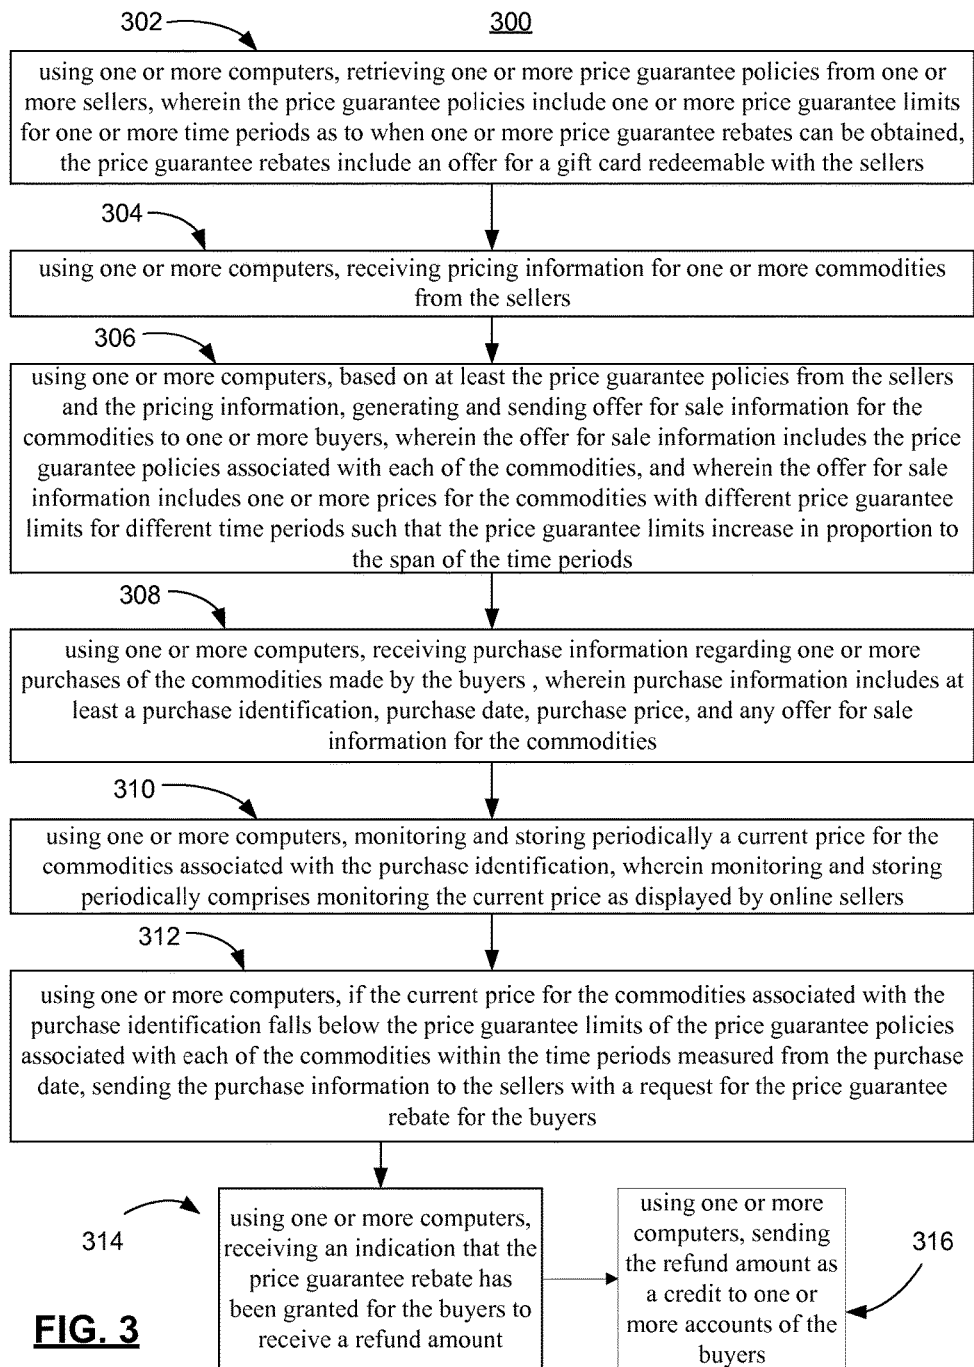 302
300
using one or more computers, retrieving one or more price guarantee policies from one or
more sellers, wherein the price guarantee policies include one or more price guarantee limits
for one or more time periods as to when one or more price guarantee rebates can be obtained,
the price guarantee rebates include an offer for a gift card redeemable with the sellers
304
using one or more computers, receiving pricing information for one or more commodities
from the sellers
306
using one or more computers, based on at least the price guarantee policies from the sellers
and the pricing information, generating and sending offer for sale information for the
commodities to one or more buyers, wherein the offer for sale information includes the price
guarantee policies associated with each of the commodities, and wherein the offer for sale
information includes one or more prices for the commodities with different price guarantee
limits for different time periods such that the price guarantee limits increase in proportion to
the span of the time periods
308
using one or more computers, receiving purchase information regarding one or more
purchases of the commodities made by the buyers , wherein purchase information includes at
least a purchase identification, purchase date, purchase price, and any offer for sale
information for the commodities
310
using one or more computers, monitoring and storing periodically a current price for the
commodities associated with the purchase identification, wherein monitoring and storing
periodically comprises monitoring the current price as displayed by online sellers
312
using one or more computers, if the current price for the commodities associated with the
purchase identification falls below the price guarantee limits of the price guarantee policies
associated with each of the commodities within the time periods measured from the purchase
date, sending the purchase information to the sellers with a request for the price guarantee
rebate for the buyers
314
using one or more computers,
receiving an indication that the
price guarantee rebate has
been granted for the buyers to
receive a refund amount
using one or more
computers, sending
the refund amount as
a credit to one or
more accounts of the
buyers
316
FIG. 3